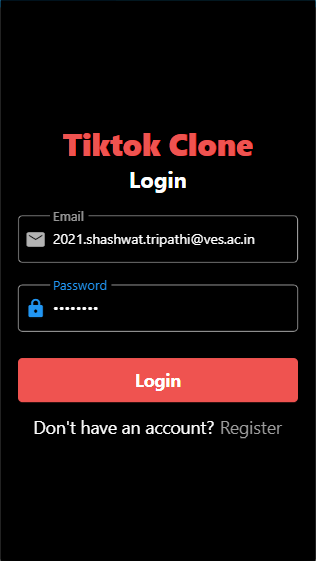 Tiktok Clone
Login
Email
2021.shashwat.tripathi@ves.ac.in
Password
••••••••
Login
Don't have an account? Register